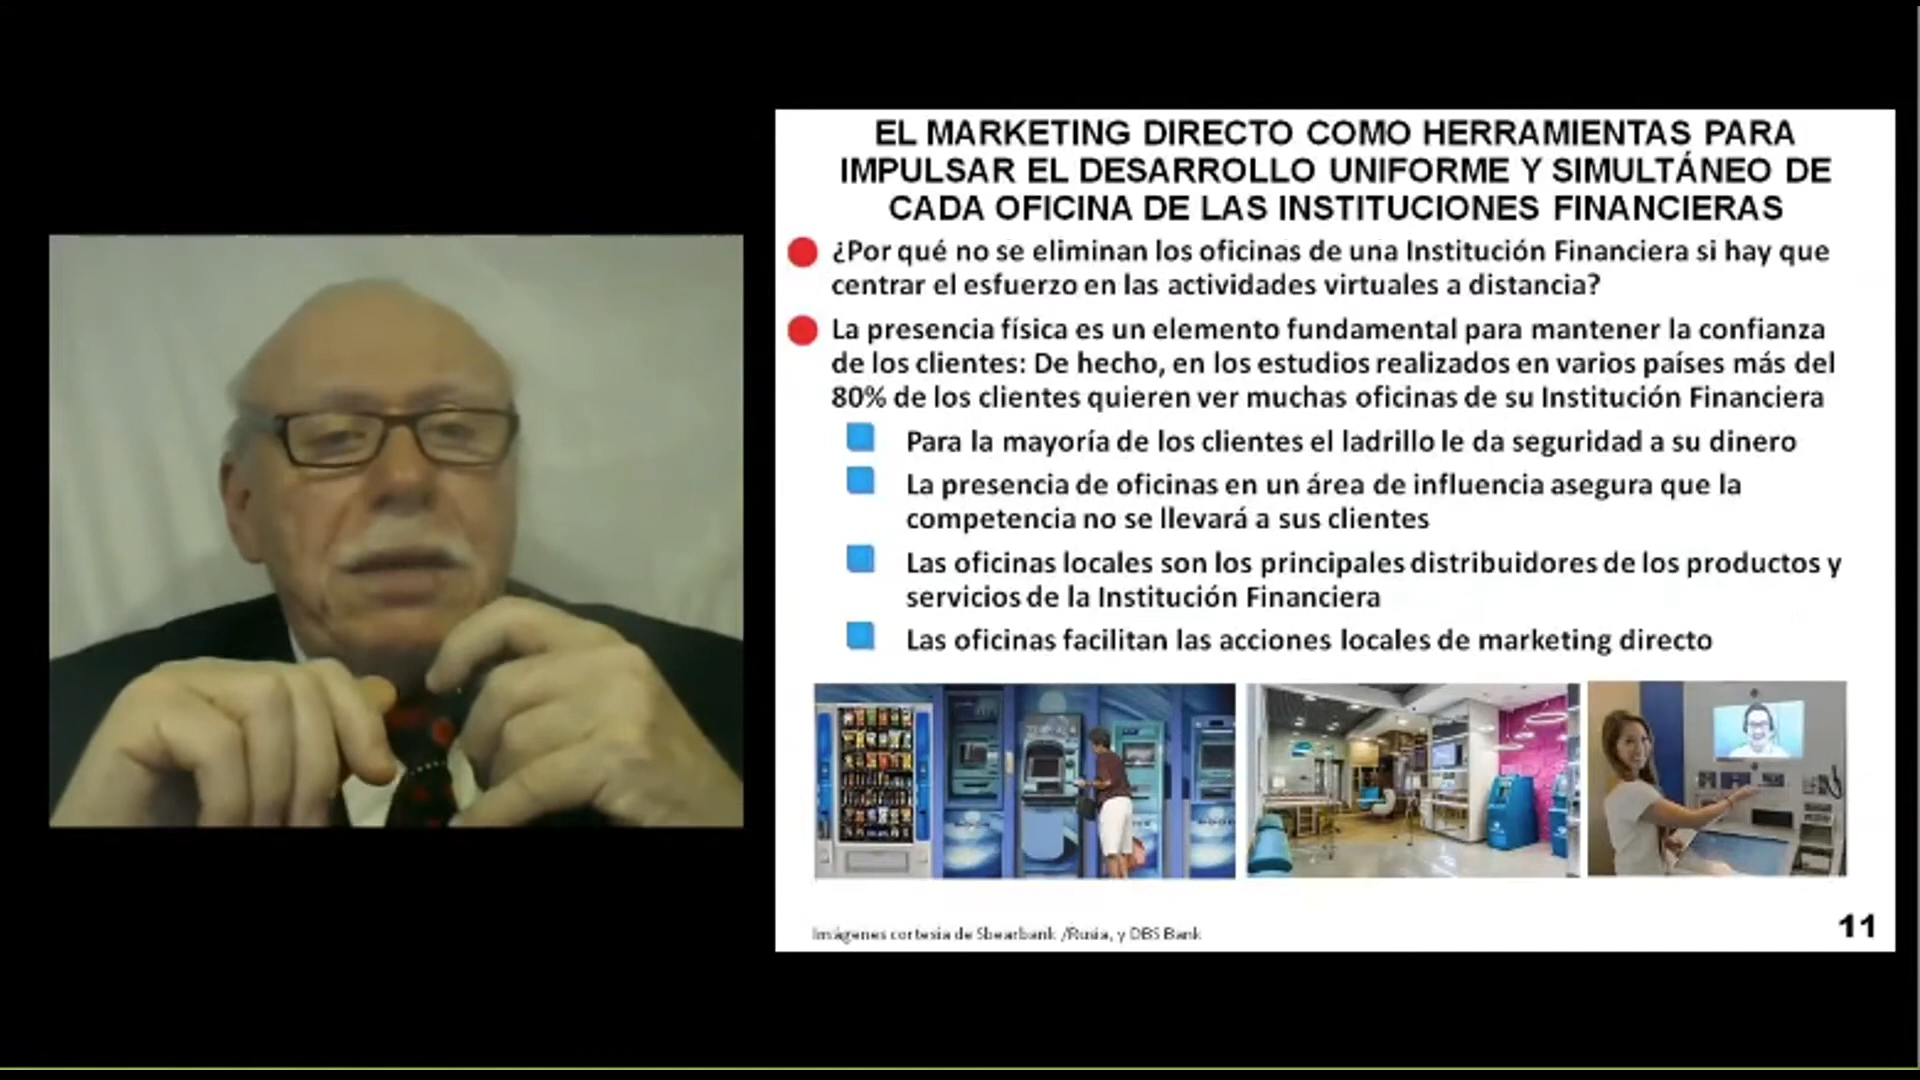 EL MARKETING DIRECTO COMO HERRAMIENTAS PARA
IMPULSAR EL DESARROLLO UNIFORME Y SIMULTÁNEO DE
CADA OFICINA DE LAS INSTITUCIONES FINANCIERAS
¿Por qué no se eliminan los oficinas de una Institución Financiera si hay que
centrar el esfuerzo en las actividades virtuales a distancia?
La presencia física es un elemento fundamental para mantener la confianza
de los clientes: De hecho, en los estudios realizados en varios países más del
80% de los clientes quieren ver muchas oficinas de su Institución Financiera
Para la mayoría de los clientes el ladrillo le da seguridad a su dinero
La presencia de oficinas en un área de influencia asegura que la
competencia no se llevará a sus clientes
Las oficinas locales son los principales distribuidores de los productos y
servicios de la Institución Financiera
Las oficinas facilitan las acciones locales de marketing directo
Imágenes cortesia de Sbearbank /Rusia, y DBS Bank
11